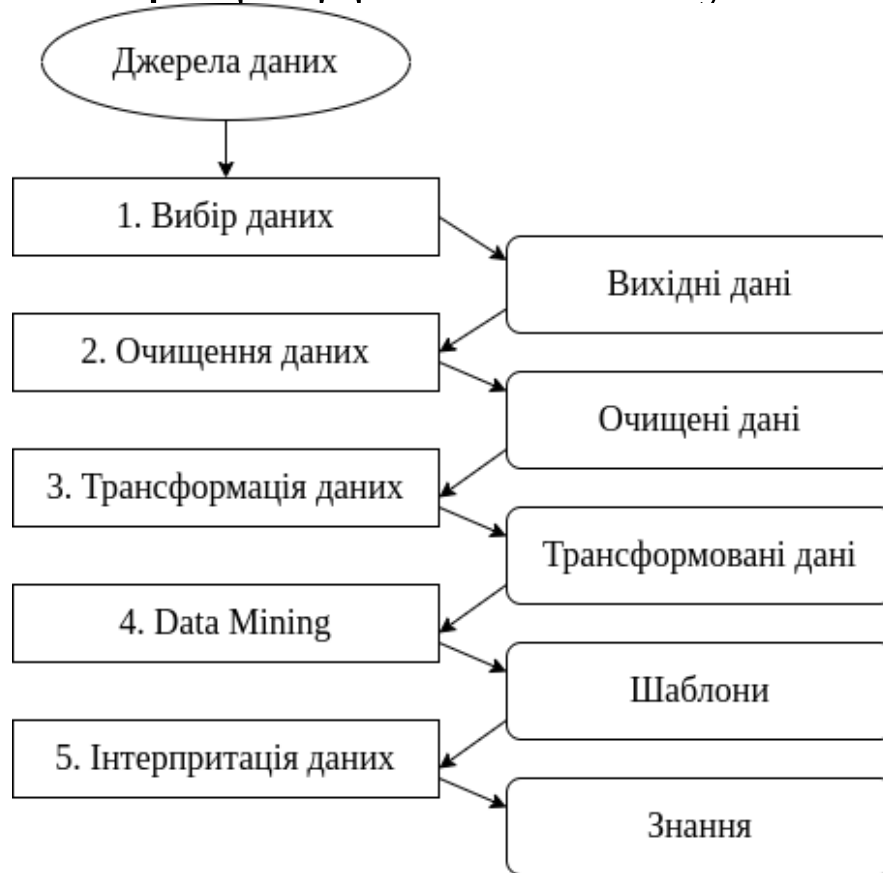 Джерела даних
1. Вибір даних
Вихідні дані
2. Очищення даних
Очищені дані
3. Трансформація даних
Трансформовані дані
4. Data Mining
Шаблони
5. Інтерпритація даних
Знання